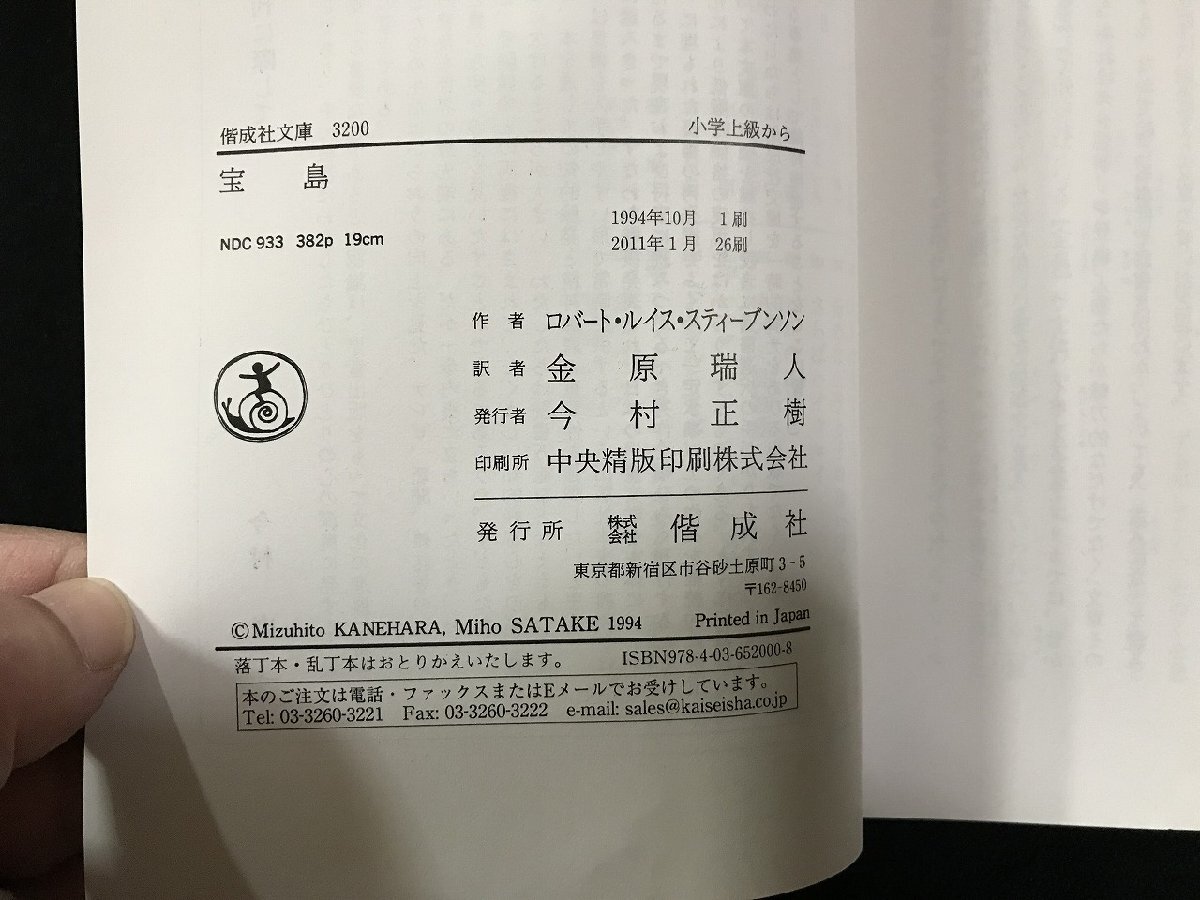 偕成社文庫 3200
小学上級から
宝島
1994年10月 1刷
NDC 933 382p 19cm
2011年1月 26刷
作者 ロバート・ルイス・スティーブンソン
訳者 金原瑞人
発行者 今村正樹
印刷所 中央精版印刷株式会社
発行所 株式会社 偕成社
東京都新宿区市谷砂土原町3-5
〒162-8450
©Mizuhito KANEHARA, Miho SATAKE 1994 Printed in Japan
落丁本・乱丁本はおとりかえいたします。 ISBN978-4-03-652000-8
本のご注文は電話・ファックスまたはEメールでお受けしています。
Tel: 03-3260-3221 Fax: 03-3260-3222 e-mail: sales@kaiseisha.co.jp